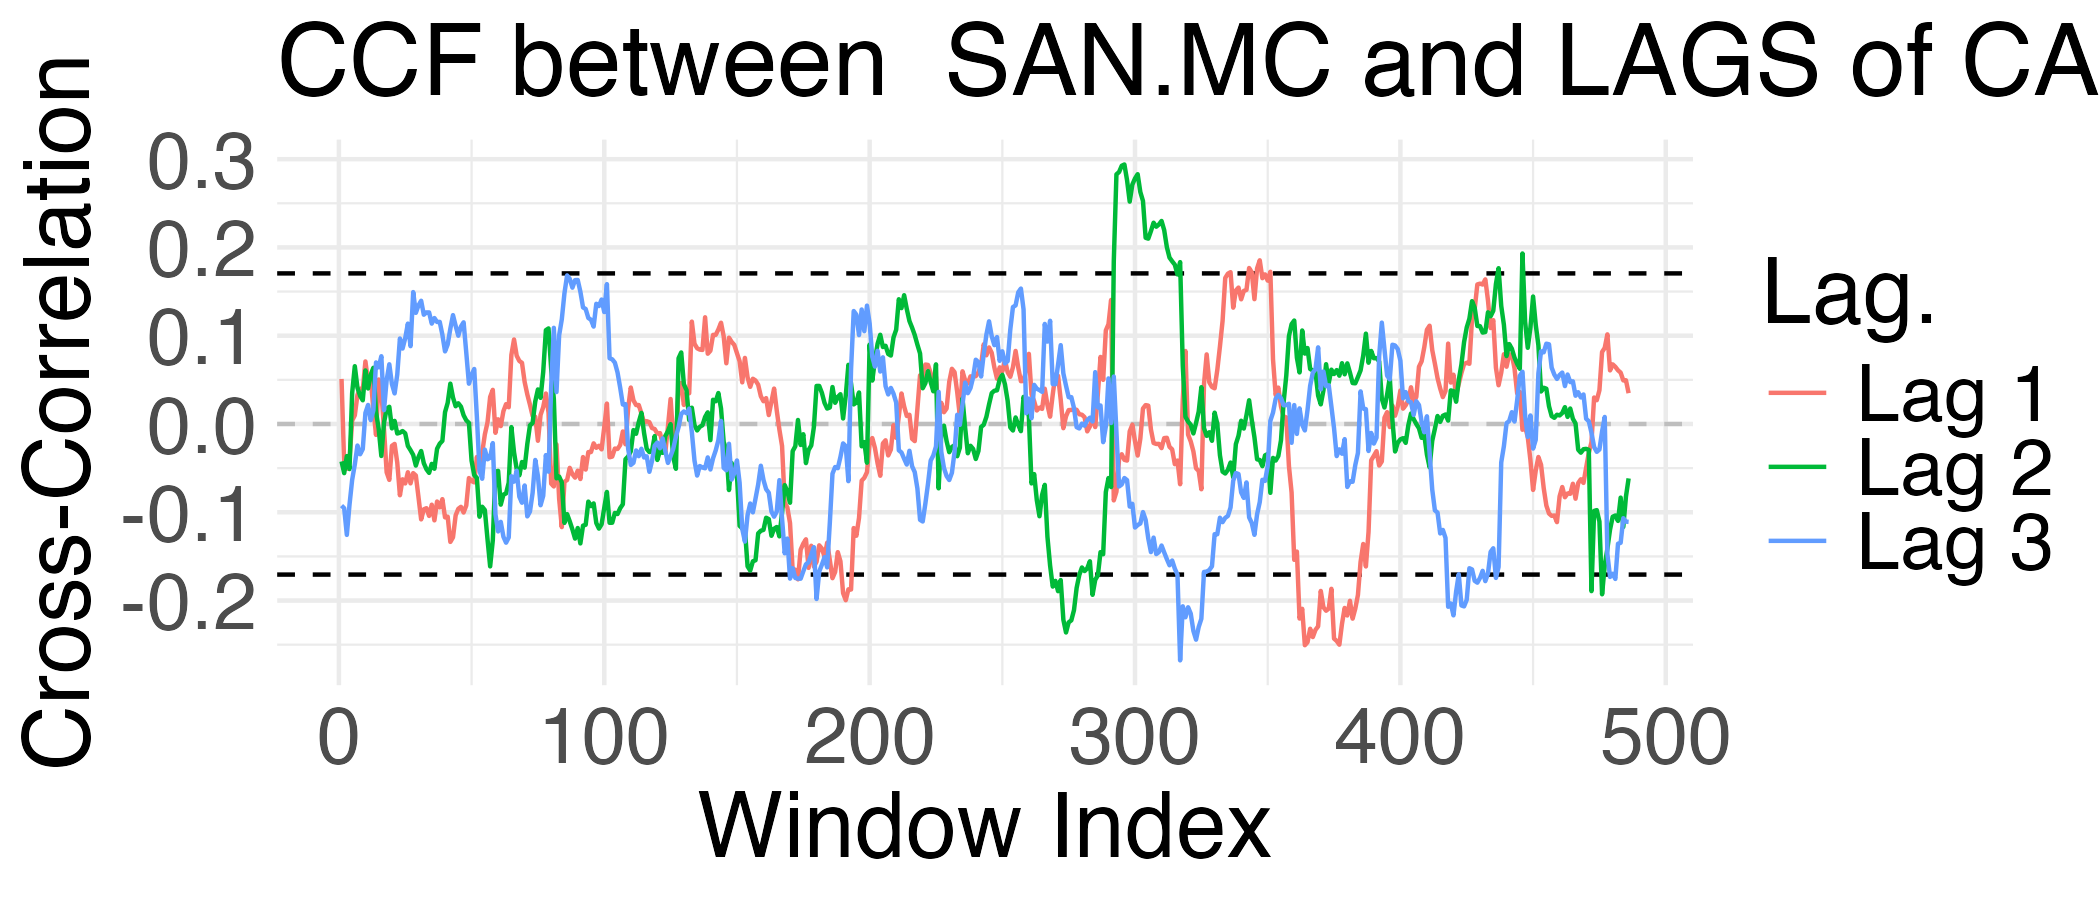 CCF between  SAN.MC and LAGS of CA
Cross-Correlation
0.3
0.2
0.1
0.0
-0.1
-0.2
0 100 200 300 400 500
Window Index
Lag.
Lag 1
Lag 2
Lag 3